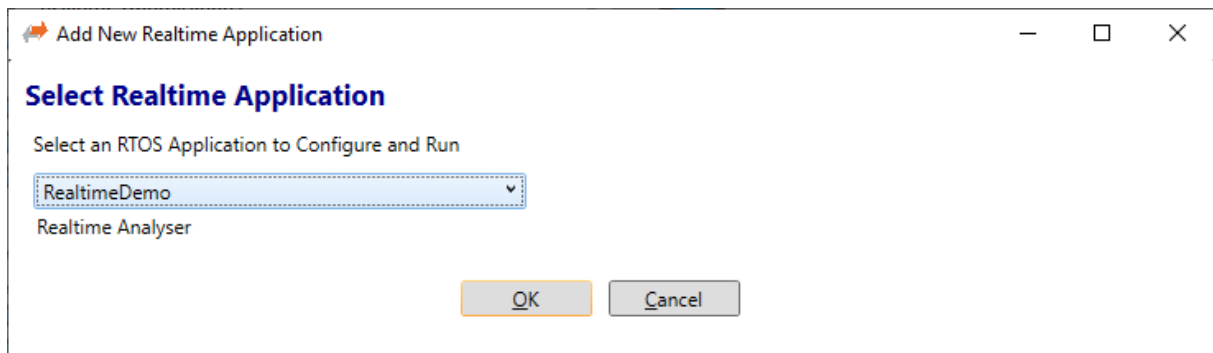 Add New Realtime Application
Select Realtime Application
Select an RTOS Application to Configure and Run
RealtimeDemo
Realtime Analyser
OK
Cancel